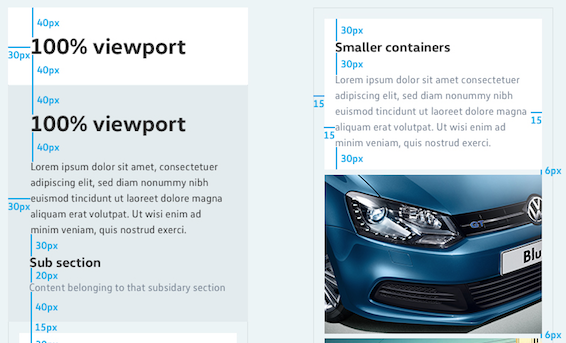 40px
100% viewport
30px
40px
40px
100% viewport
40px
Lorem ipsum dolor sit amet, consectetuer
adipiscing elit, sed diam nonummy nibh
euismod tincidunt ut laoreet dolore magna
30px
aliquam erat volutpat. Ut wisi enim ad
minim veniam, quis nostrud exerci.
30px
Sub section
20px
Content belonging to that subsidary section
40px
15px
30px
Smaller containers
30px
Lorem ipsum dolor sit amet consectetuer
adipiscing elit, sed diam nonummy nibh
15
euismod tincidunt ut laoreet dolore magna
15
aliquam erat volutpat. Ut wisi enim ad
15
minim veniam, quis nostrud exerci.
30px
6px
GT
Blu
6px